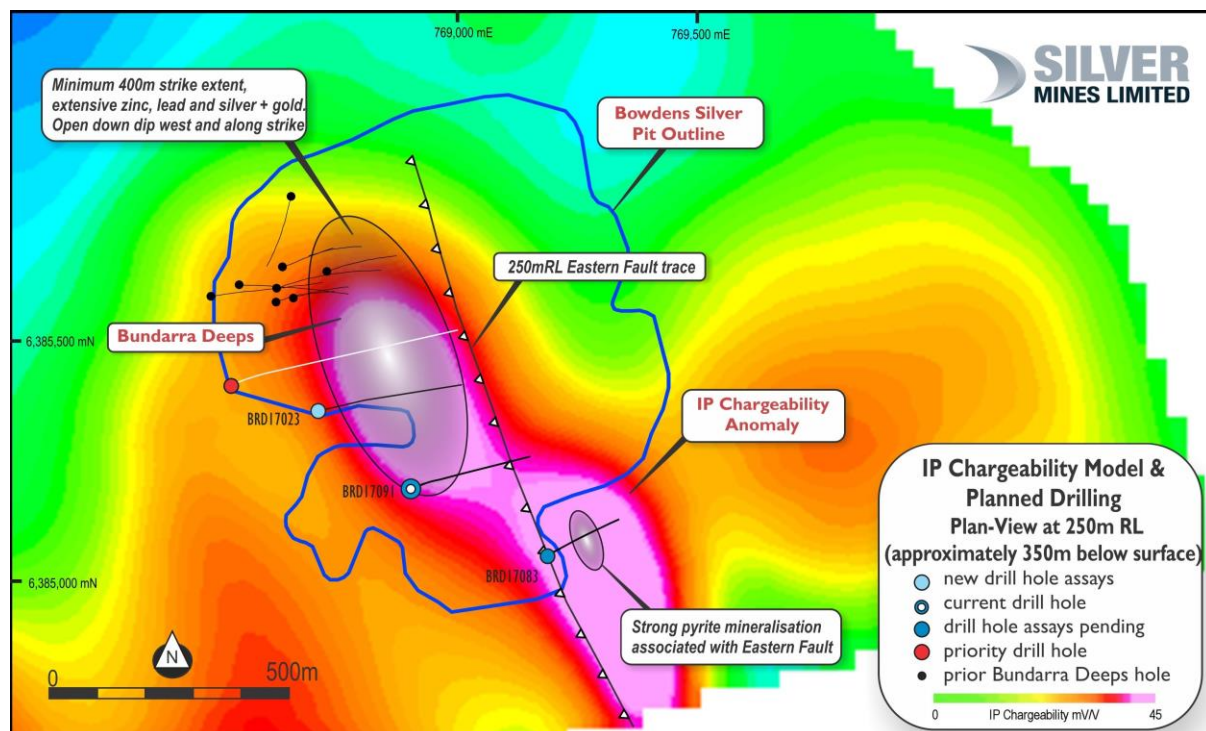 769,000 mE
769,500 mE
SILVER
MINES LIMITED
Minimum 400m strike extent,
extensive zinc, lead and silver + gold.
Open down dip west and along strike
Bowdens Silver
Pit Outline
250mRL Eastern Fault trace
Bundarra Deeps
6,385,500 mN
BRD17023
IP Chargeability
Anomaly
BRD17091
BRD17083
6,385,000 mN
Strong pyrite mineralisation
associated with Eastern Fault
N
0
500m
IP Chargeability Model &
Planned Drilling
Plan-View at 250m RL
(approximately 350m below surface)
new drill hole assays
current drill hole
drill hole assays pending
priority drill hole
prior Bundarra Deeps hole
0 IP Chargeability mV/V 45